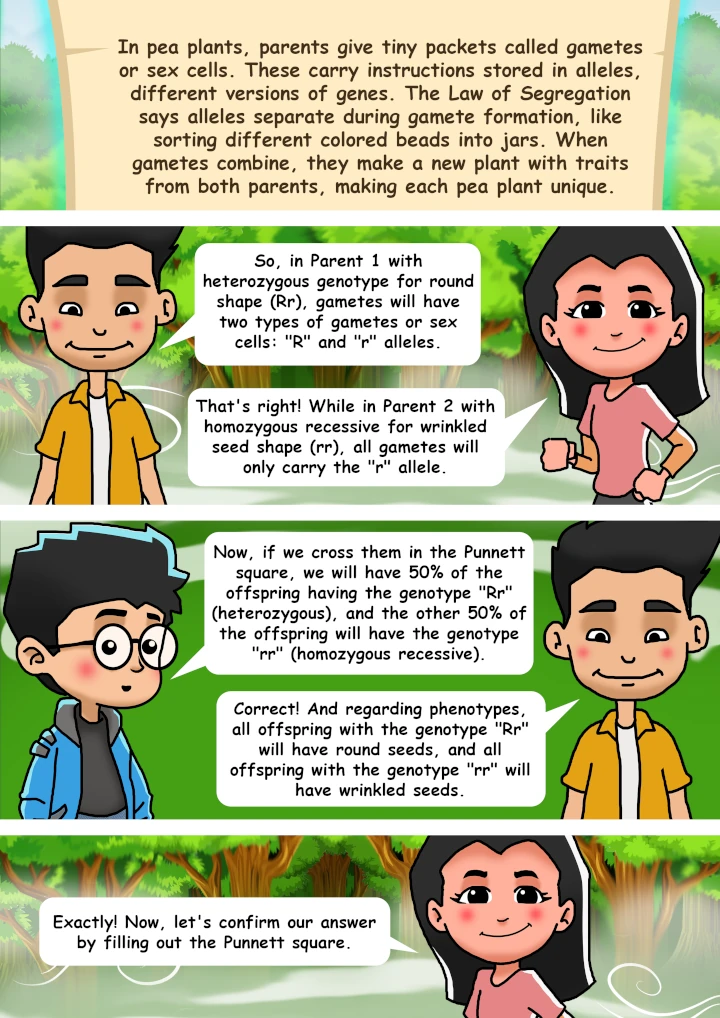 In pea plants, parents give tiny packets called gametes
or sex cells. These carry instructions stored in alleles,
different versions of genes. The Law of Segregation
says alleles separate during gamete formation, like
sorting different colored beads into jars. When
gametes combine, they make a new plant with traits
from both parents, making each pea plant unique.
So, in Parent 1 with
heterozygous genotype for round
shape (Rr), gametes will have
two types of gametes or sex
cells: "R" and "r" alleles.
That's right! While in Parent 2 with
homozygous recessive for wrinkled
seed shape (rr), all gametes will
only carry the "r" allele.
Now, if we cross them in the Punnett
square, we will have 50% of the
offspring having the genotype "Rr"
(heterozygous), and the other 50% of
the offspring will have the genotype
"rr" (homozygous recessive).
Correct! And regarding phenotypes,
all offspring with the genotype "Rr"
will have round seeds, and all
offspring with the genotype "rr" will
have wrinkled seeds.
Exactly! Now, let's confirm our answer
by filling out the Punnett square.